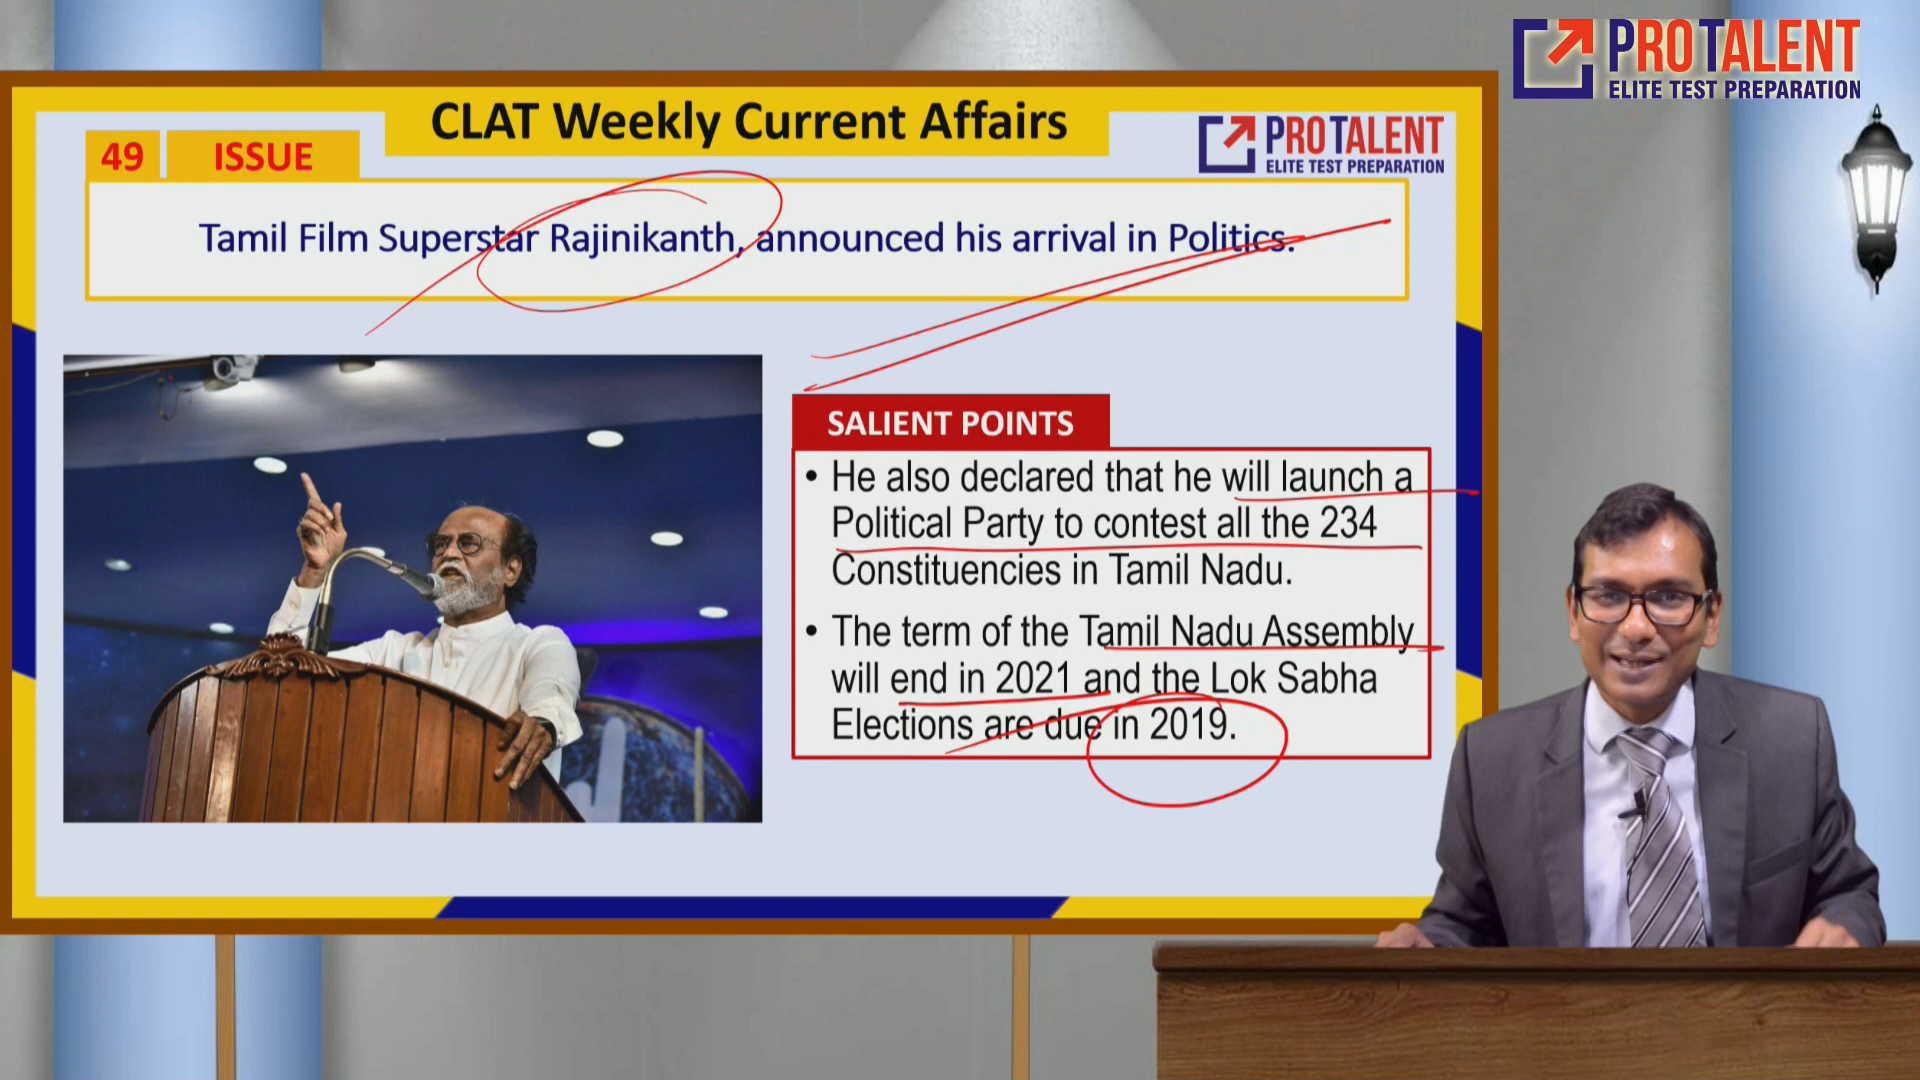 PROTALENT
ELITE TEST PREPARATION
CLAT Weekly Current Affairs
49 ISSUE
PROTALENT
ELITE TEST PREPARATION
Tamil Film Superstar Rajinikanth, announced his arrival in Politics.
SALIENT POINTS
• He also declared that he will launch a
Political Party to contest all the 234
Constituencies in Tamil Nadu.
• The term of the Tamil Nadu Assembly
will end in 2021 and the Lok Sabha
Elections are due in 2019.